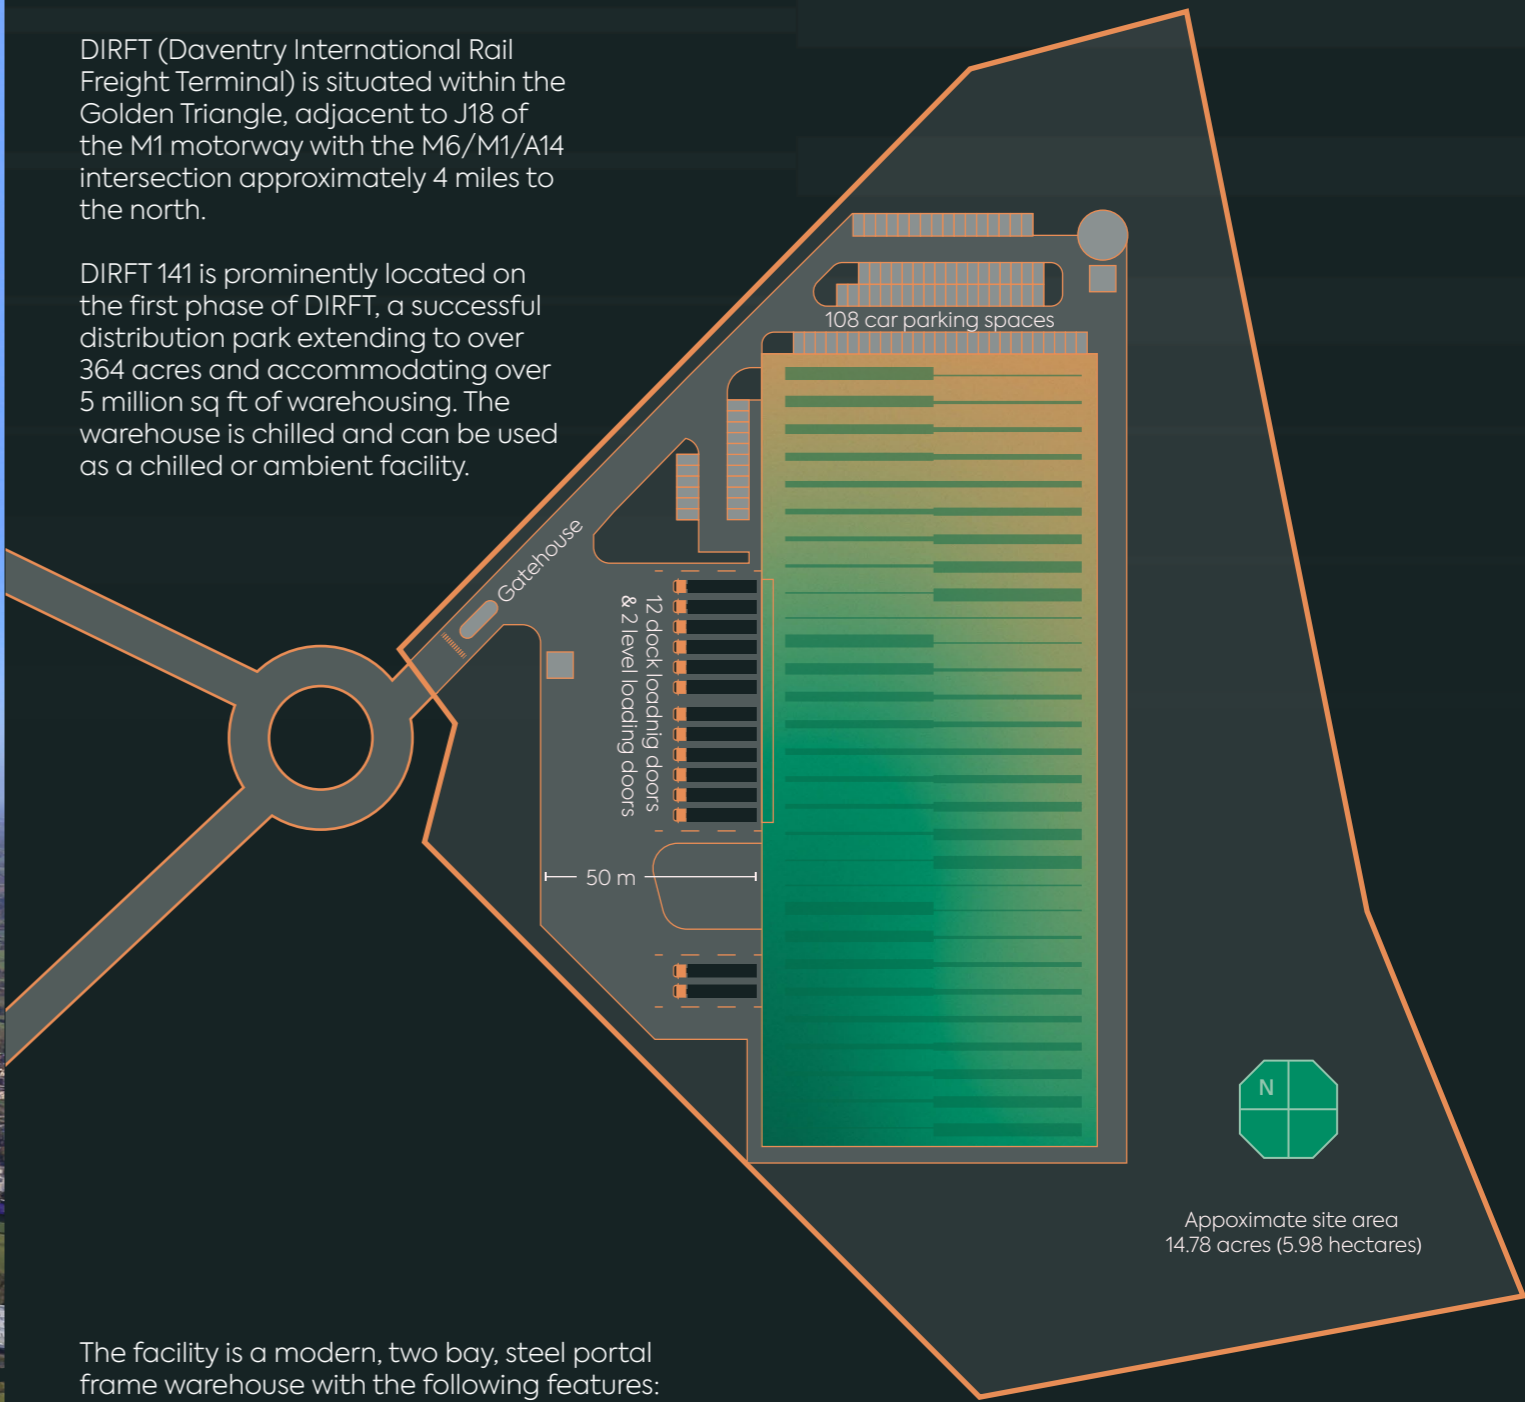 DIRFT (Daventry International Rail
Freight Terminal) is situated within the
Golden Triangle, adjacent to J18 of
the M1 motorway with the M6/M1/A14
intersection approximately 4 miles to
the north.
DIRFT 141 is prominently located on
the first phase of DIRFT, a successful
distribution park extending to over
364 acres and accommodating over
5 million sq ft of warehousing. The
warehouse is chilled and can be used
as a chilled or ambient facility.
108 car parking spaces
Gatehouse
12 dock loadnig doors
& 2 level loading doors
50 m
N
Appoximate site area
14.78 acres (5.98 hectares)
The facility is a modern, two bay, steel portal
frame warehouse with the following features: